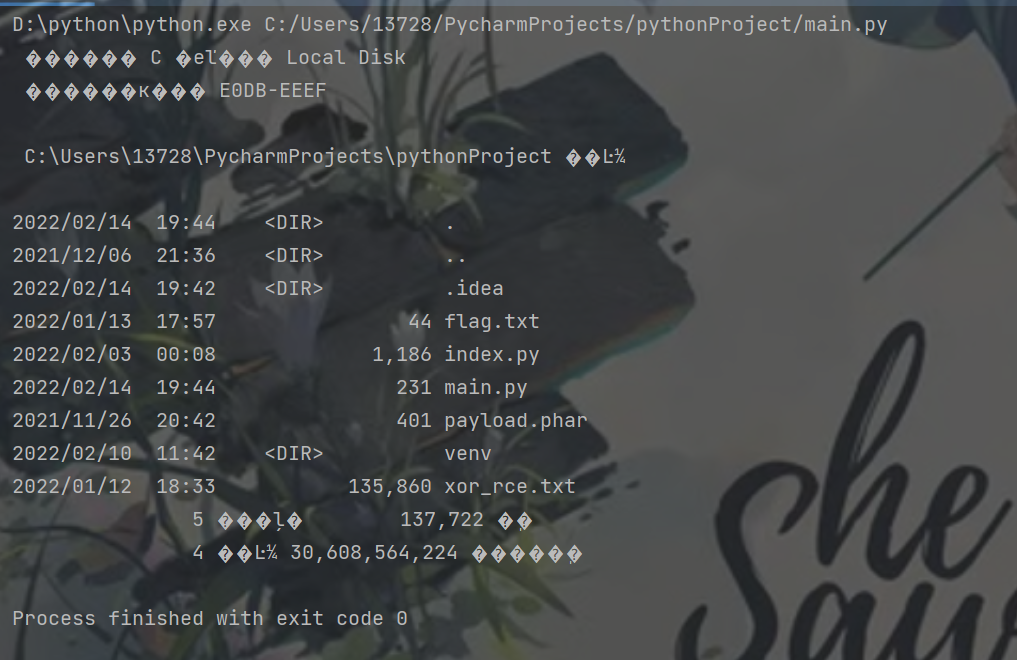 D:\python\python.exe C:/Users/13728/PycharmProjects/pythonProject/main.py
������ C �eľ��� Local Disk
������к��� E0DB-EEEF
C:\Users\13728\PycharmProjects\pythonProject ��Ŀ¼
2022/02/14  19:44    <DIR>          .
2021/12/06  21:36    <DIR>          ..
2022/02/14  19:42    <DIR>          .idea
2022/01/13  17:57                44 flag.txt
2022/02/03  00:08             1,186 index.py
2022/02/14  19:44               231 main.py
2021/11/26  20:42               401 payload.phar
2022/02/10  11:42    <DIR>          venv
2022/01/12  18:33           135,860 xor_rce.txt
5 ���ļ�        137,722 ��
4 ��Ŀ¼ 30,608,564,224 ������
Process finished with exit code 0
she
Saw